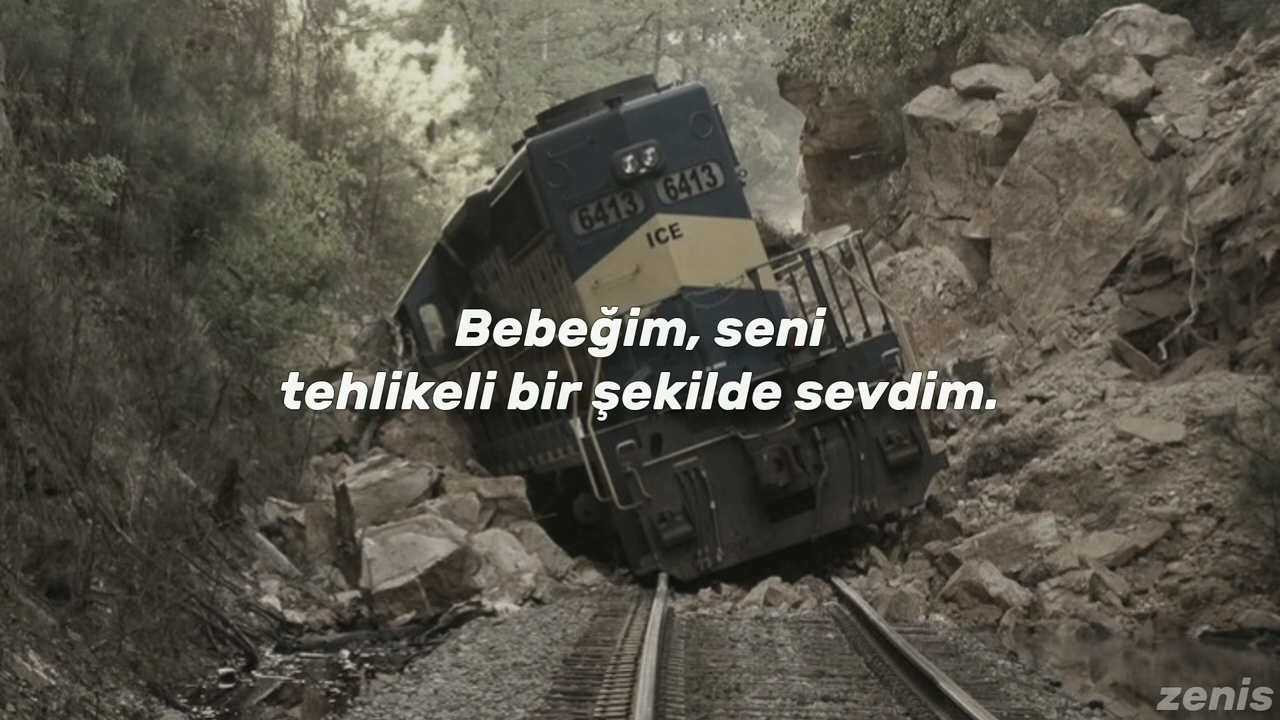 6413 6413
ICE
Bebeğim, seni
tehlikeli bir şekilde sevdim.
zenis